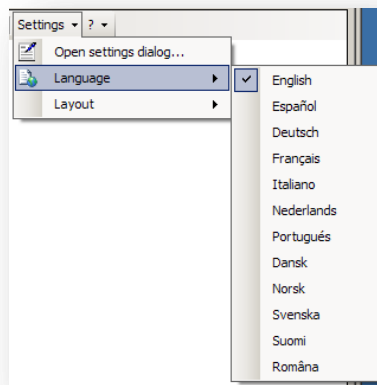 Settings ?
Open settings dialog...
Language
Layout
English
Español
Deutsch
Français
Italiano
Nederlands
Portugués
Dansk
Norsk
Svenska
Suomi
Româna